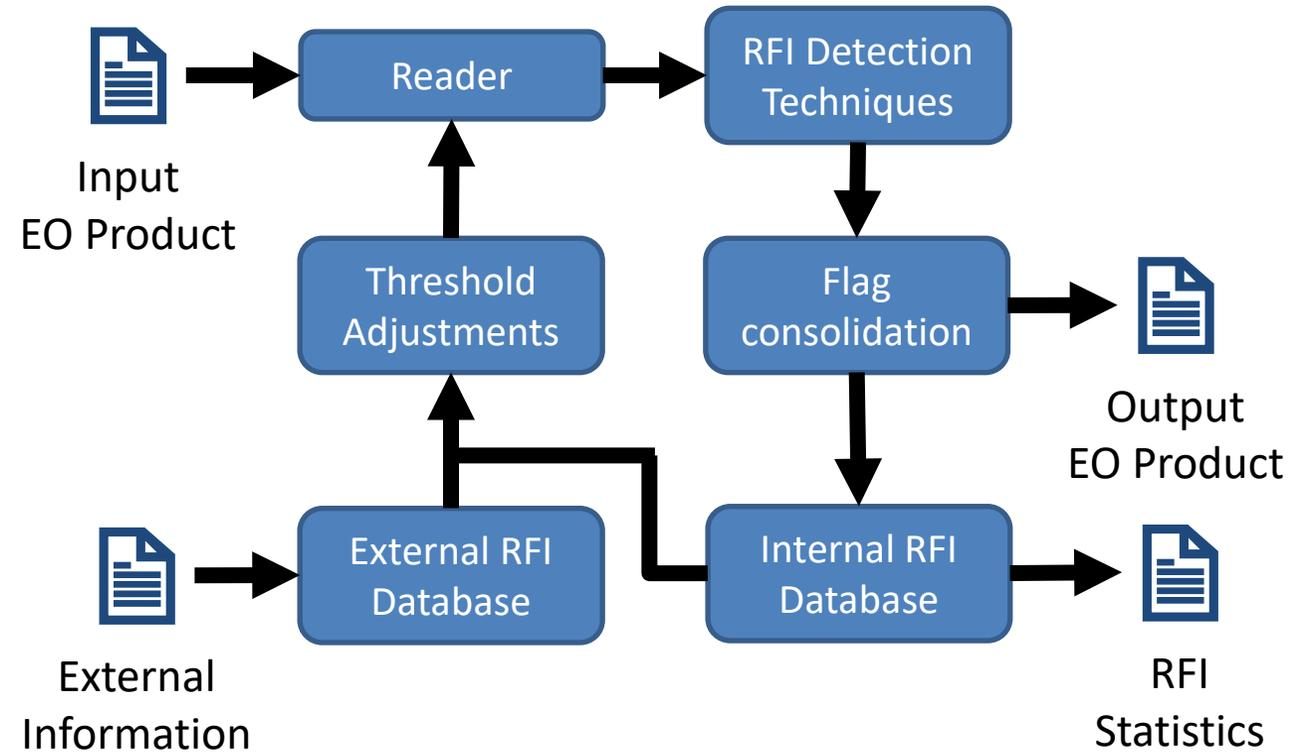 Reader
RFI Detection
Techniques
Input
EO Product
Threshold
Adjustments
Flag
consolidation
Output
EO Product
External RFI
Database
Internal RFI
Database
External
Information
RFI
Statistics